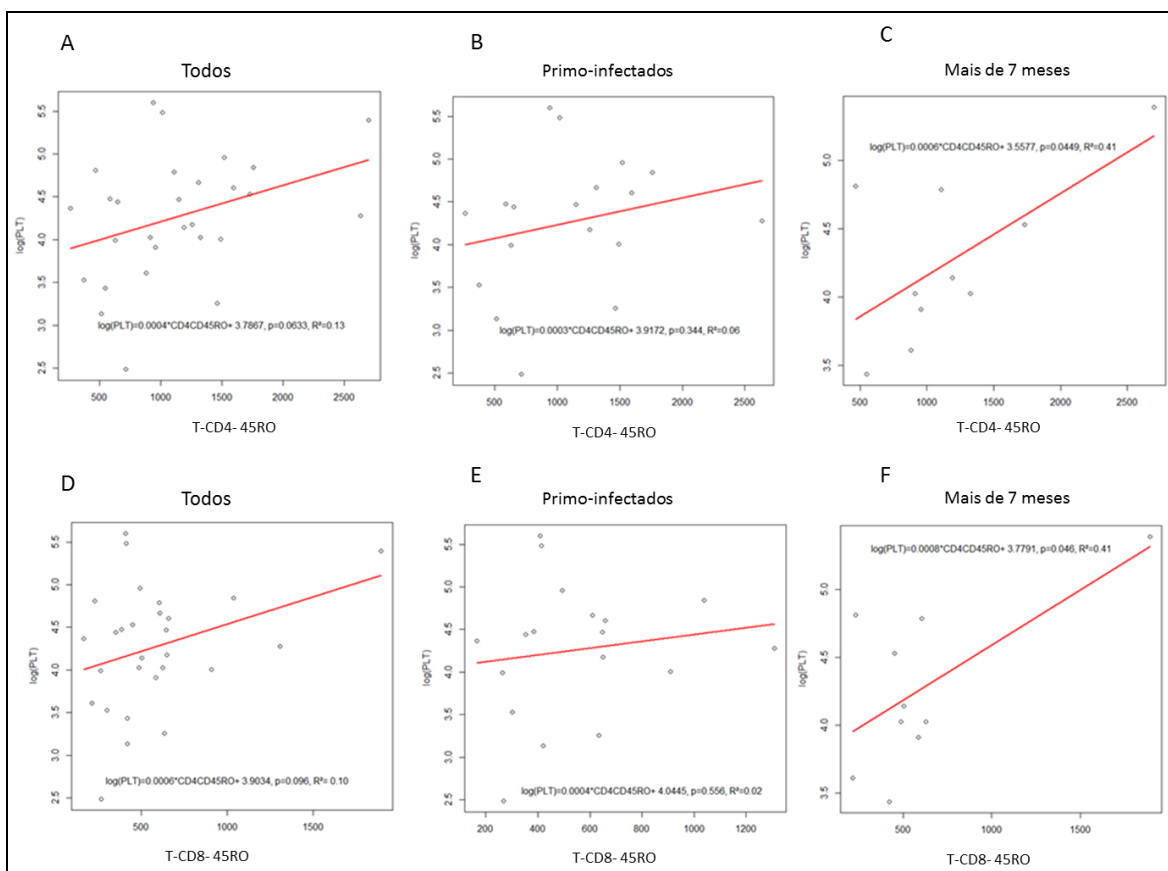 A
Todos
log(PLT)
5.5
5.0
4.5
4.0
3.5
3.0
2.5
log(PLT)=0.0004*CD4CD45RO+ 3.7867, p=0.0633, R²=0.13
500 1000 1500 2000 2500
T-CD4- 45RO
B
Primo-infectados
log(PLT)
5.5
5.0
4.5
4.0
3.5
3.0
2.5
log(PLT)=0.0003*CD4CD45RO+ 3.9172, p=0.344, R²=0.06
500 1000 1500 2000 2500
T-CD4- 45RO
C
Mais de 7 meses
log(PLT)
5.0
4.5
4.0
3.5
log(PLT)=0.0006*CD4CD45RO+ 3.5577, p=0.0449, R²=0.41
500 1000 1500 2000 2500
T-CD4- 45RO
D
Todos
log(PLT)
5.5
5.0
4.5
4.0
3.5
3.0
2.5
log(PLT)=0.0006*CD4CD45RO+ 3.9034, p=0.096, R²= 0.10
500 1000 1500
T-CD8- 45RO
E
Primo-infectados
log(PLT)
5.5
5.0
4.5
4.0
3.5
3.0
2.5
log(PLT)=0.0004*CD4CD45RO+ 4.0445, p=0.556, R²=0.02
200 400 600 800 1000 1200
T-CD8- 45RO
F
Mais de 7 meses
log(PLT)
5.0
4.5
4.0
3.5
log(PLT)=0.0008*CD4CD45RO+ 3.7791, p=0.046, R²=0.41
500 1000 1500
T-CD8- 45RO